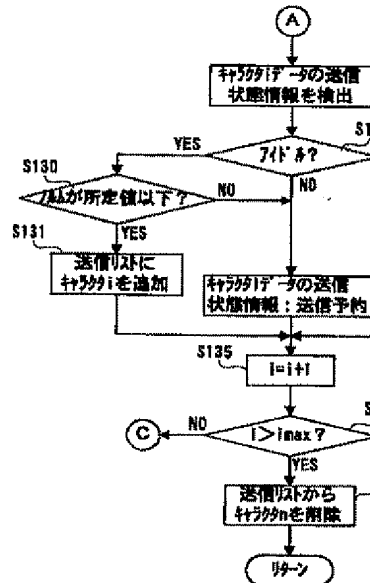 A
キャラクタiデータの送信
状態情報を検出
S1
YES
アイドル?
S130
NO
NO
が所定値以下?
S131
YES
送信リストに
キャラクタiを追加
キャラクタiデータの送信
状態情報:送信予約
S135
i=i+1
S
C
NO
i>imax?
YES
送信リストから
キャラクタnを削除
リターン